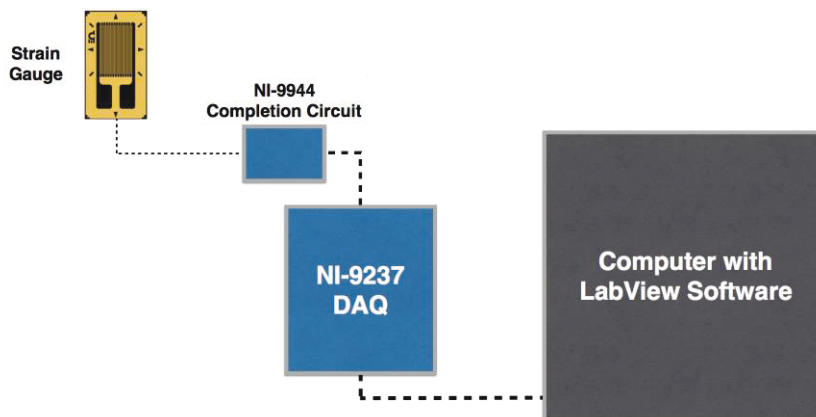 Strain
Gauge
NI-9944
Completion Circuit
NI-9237
DAQ
Computer with
LabView Software